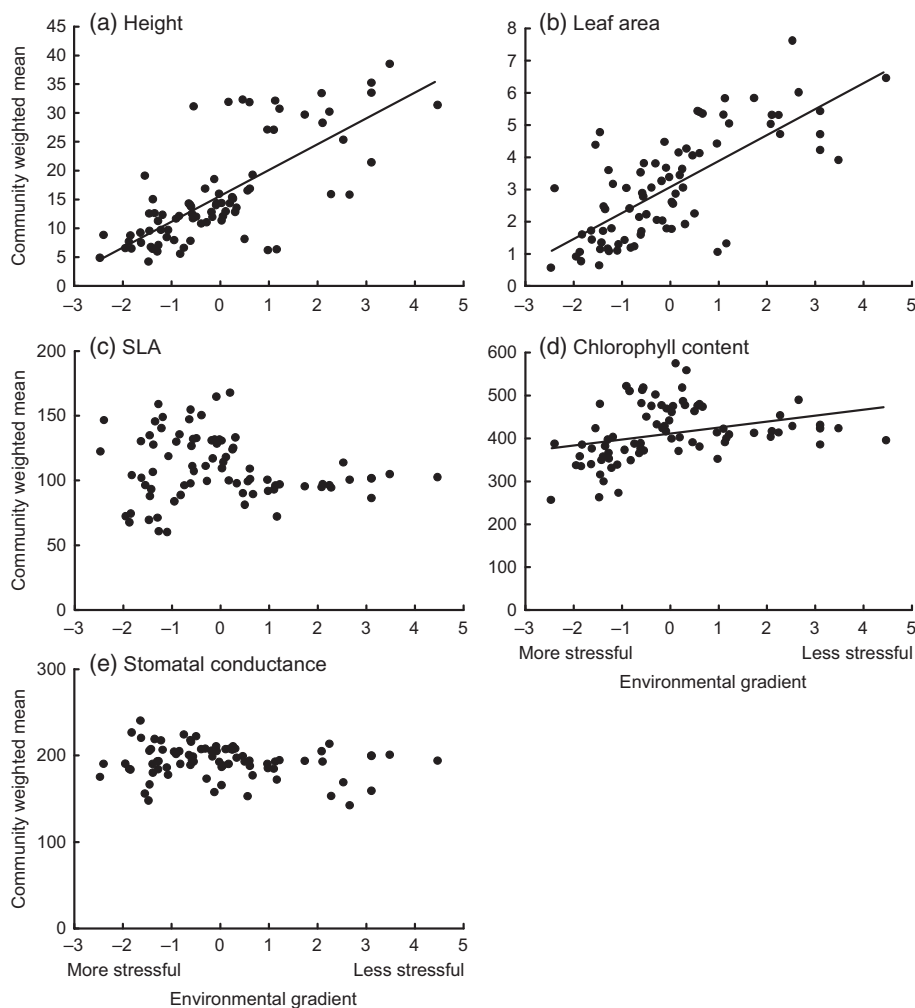 (a) Height
45
40
35
30
25
20
15
10
5
0
Community weighted mean
–3 –2 –1 0 1 2 3 4 5
(b) Leaf area
8
7
6
5
4
3
2
1
0
–3 –2 –1 0 1 2 3 4 5
(c) SLA
200
150
100
50
0
Community weighted mean
–3 –2 –1 0 1 2 3 4 5
(d) Chlorophyll content
600
500
400
300
200
100
0
–3 –2 –1 0 1 2 3 4 5
More stressful Less stressful
Environmental gradient
(e) Stomatal conductance
300
200
100
0
Community weighted mean
–3 –2 –1 0 1 2 3 4 5
More stressful Less stressful
Environmental gradient